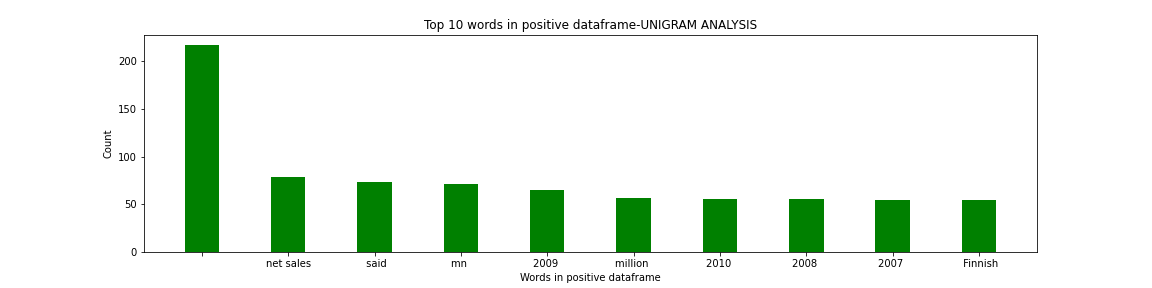 Top 10 words in positive dataframe-UNIGRAM ANALYSIS
200
150
100
50
0
Count
net sales said mn 2009 million 2010 2008 2007 Finnish
Words in positive dataframe